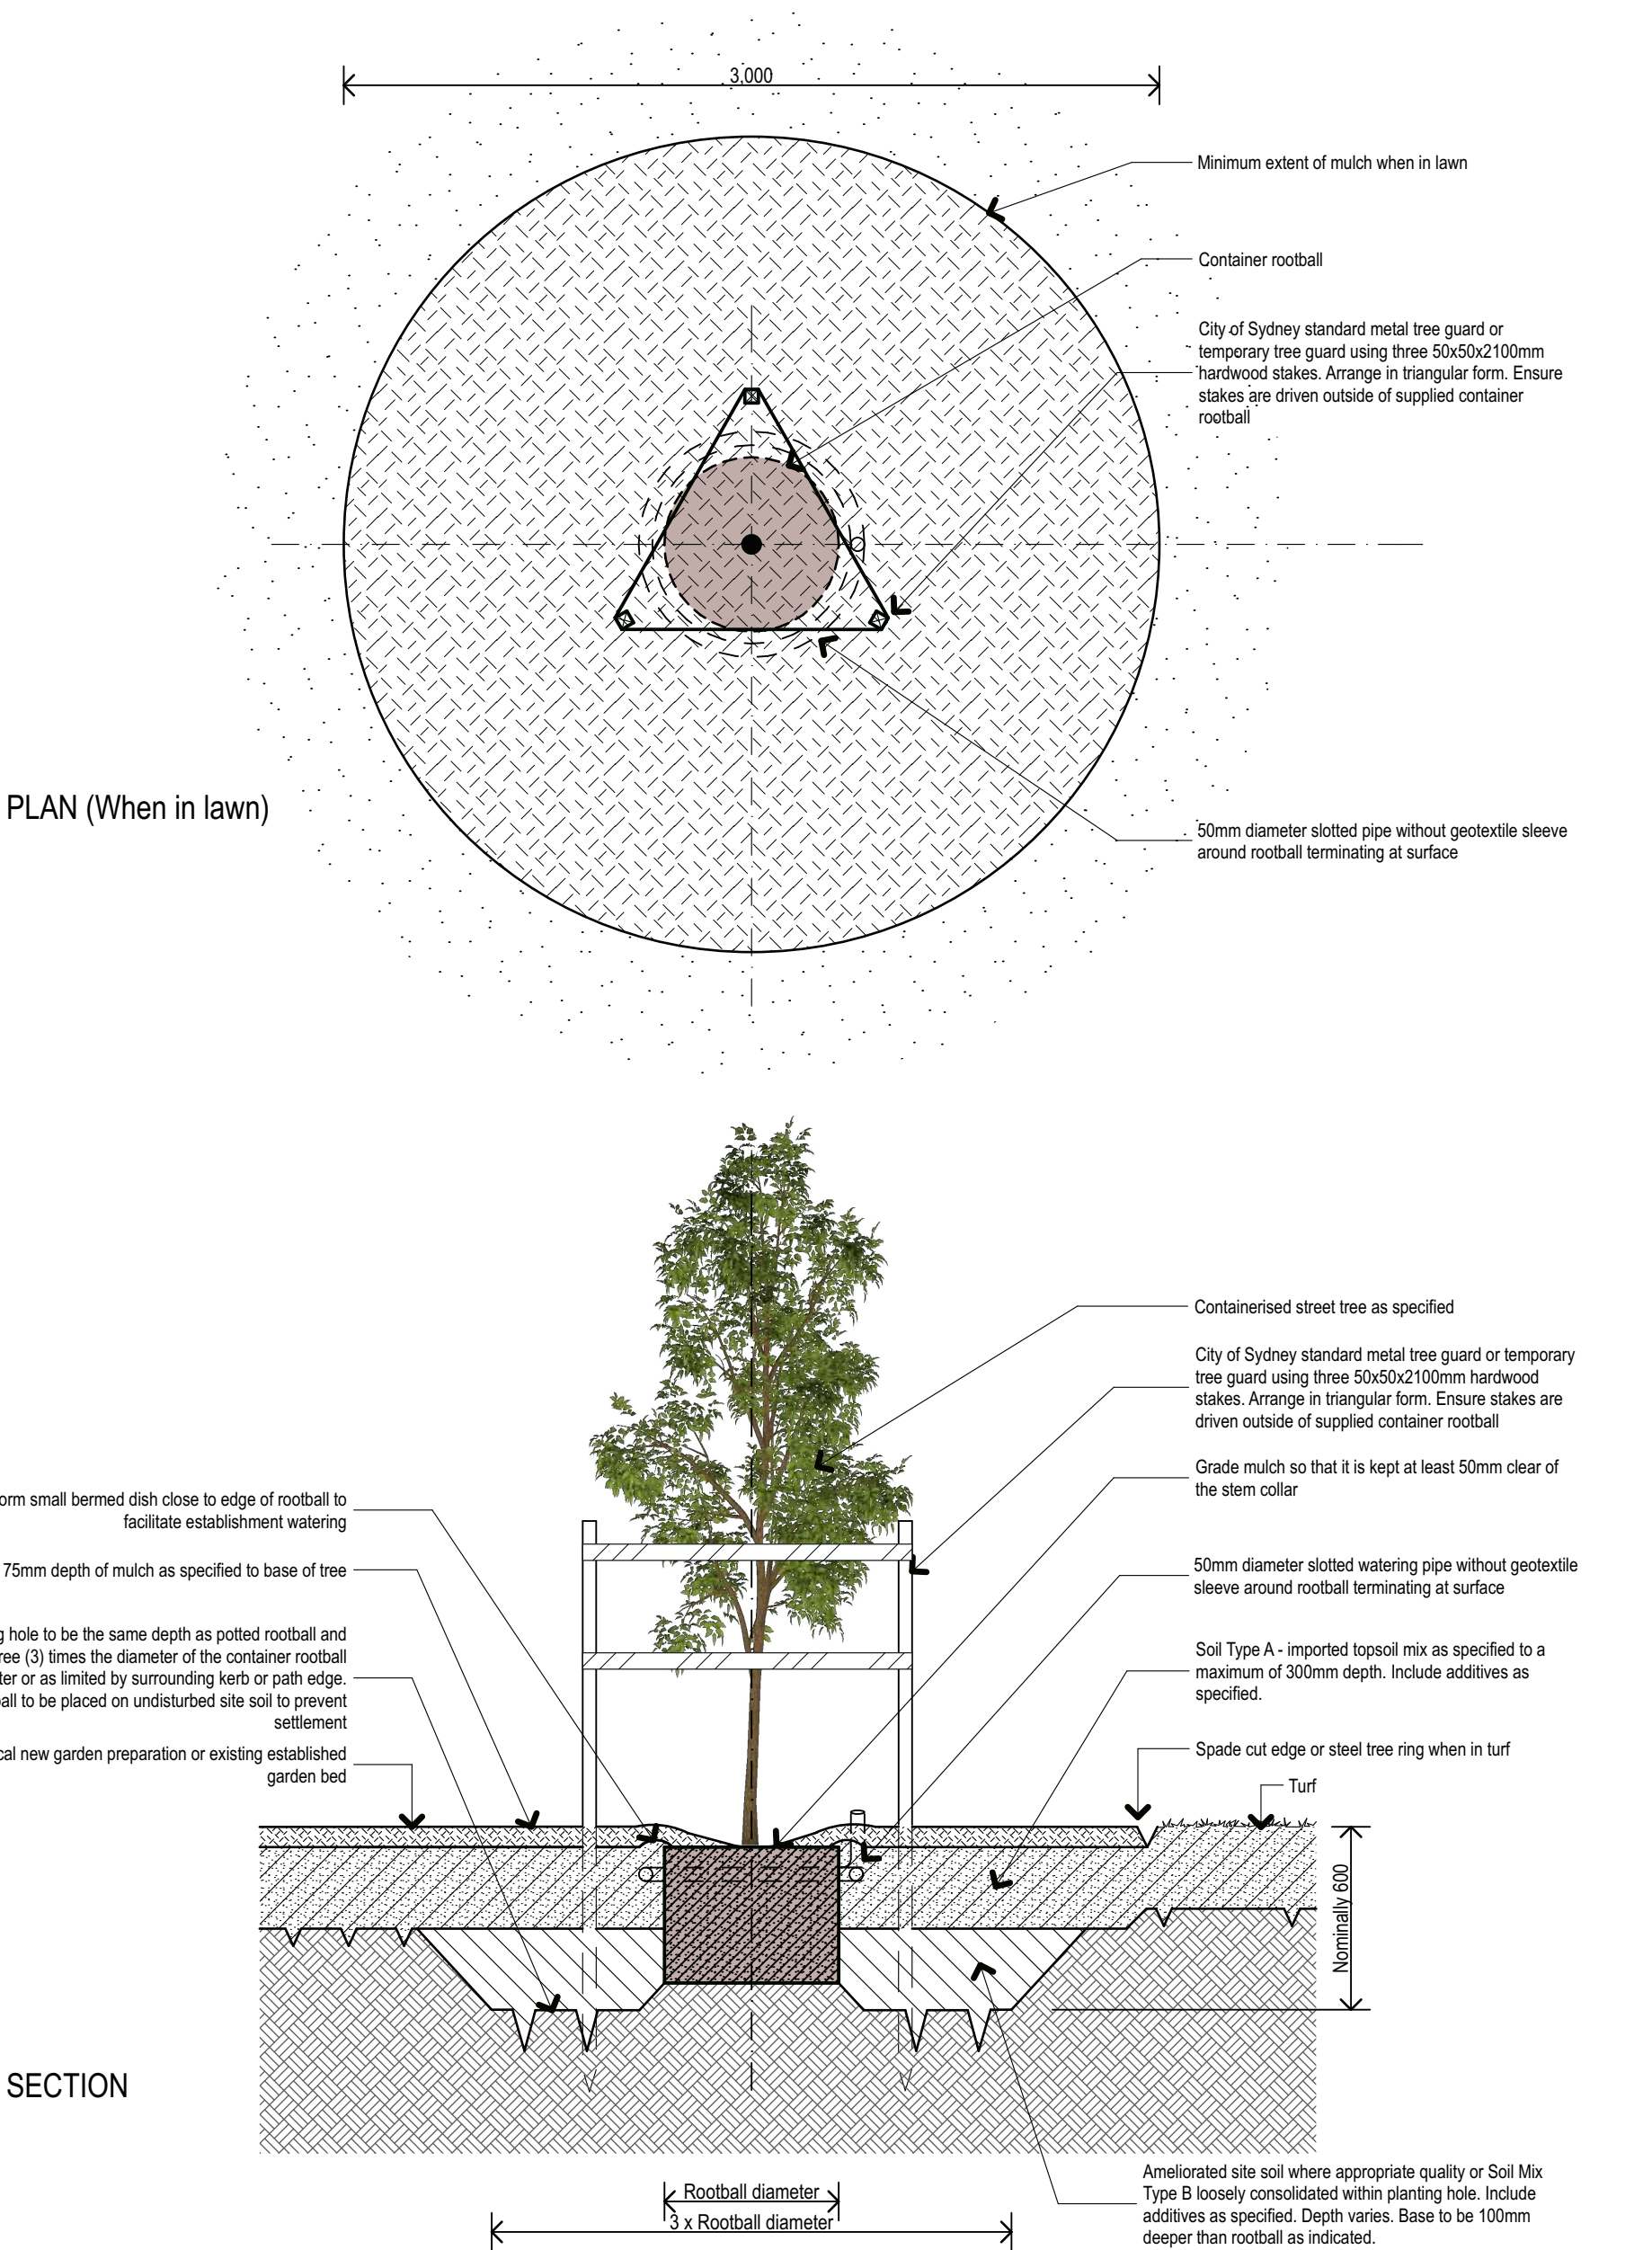 3,000
Minimum extent of mulch when in lawn
Container rootball
City of Sydney standard metal tree guard or
temporary tree guard using three 50x50x2100mm
hardwood stakes. Arrange in triangular form. Ensure
stakes are driven outside of supplied container
rootball
PLAN (When in lawn)
50mm diameter slotted pipe without geotextile sleeve
around rootball terminating at surface
Containerised street tree as specified
City of Sydney standard metal tree guard or temporary
tree guard using three 50x50x2100mm hardwood
stakes. Arrange in triangular form. Ensure stakes are
driven outside of supplied container rootball
Grade mulch so that it is kept at least 50mm clear of
the stem collar
50mm diameter slotted watering pipe without geotextile
sleeve around rootball terminating at surface
Soil Type A - imported topsoil mix as specified to a
maximum of 300mm depth. Include additives as
specified.
Spade cut edge or steel tree ring when in turf
Turf
small bermed dish close to edge of rootball to
facilitate establishment watering
75mm depth of mulch as specified to base of tree
hole to be the same depth as potted rootball and
(3) times the diameter of the container rootball
or as limited by surrounding kerb or path edge.
to be placed on undisturbed site soil to prevent
settlement
new garden preparation or existing established
garden bed
Nominally 600
SECTION
Rootball diameter
3 x Rootball diameter
Ameliorated site soil where appropriate quality or Soil Mix
Type B loosely consolidated within planting hole. Include
additives as specified. Depth varies. Base to be 100mm
deeper than rootball as indicated.